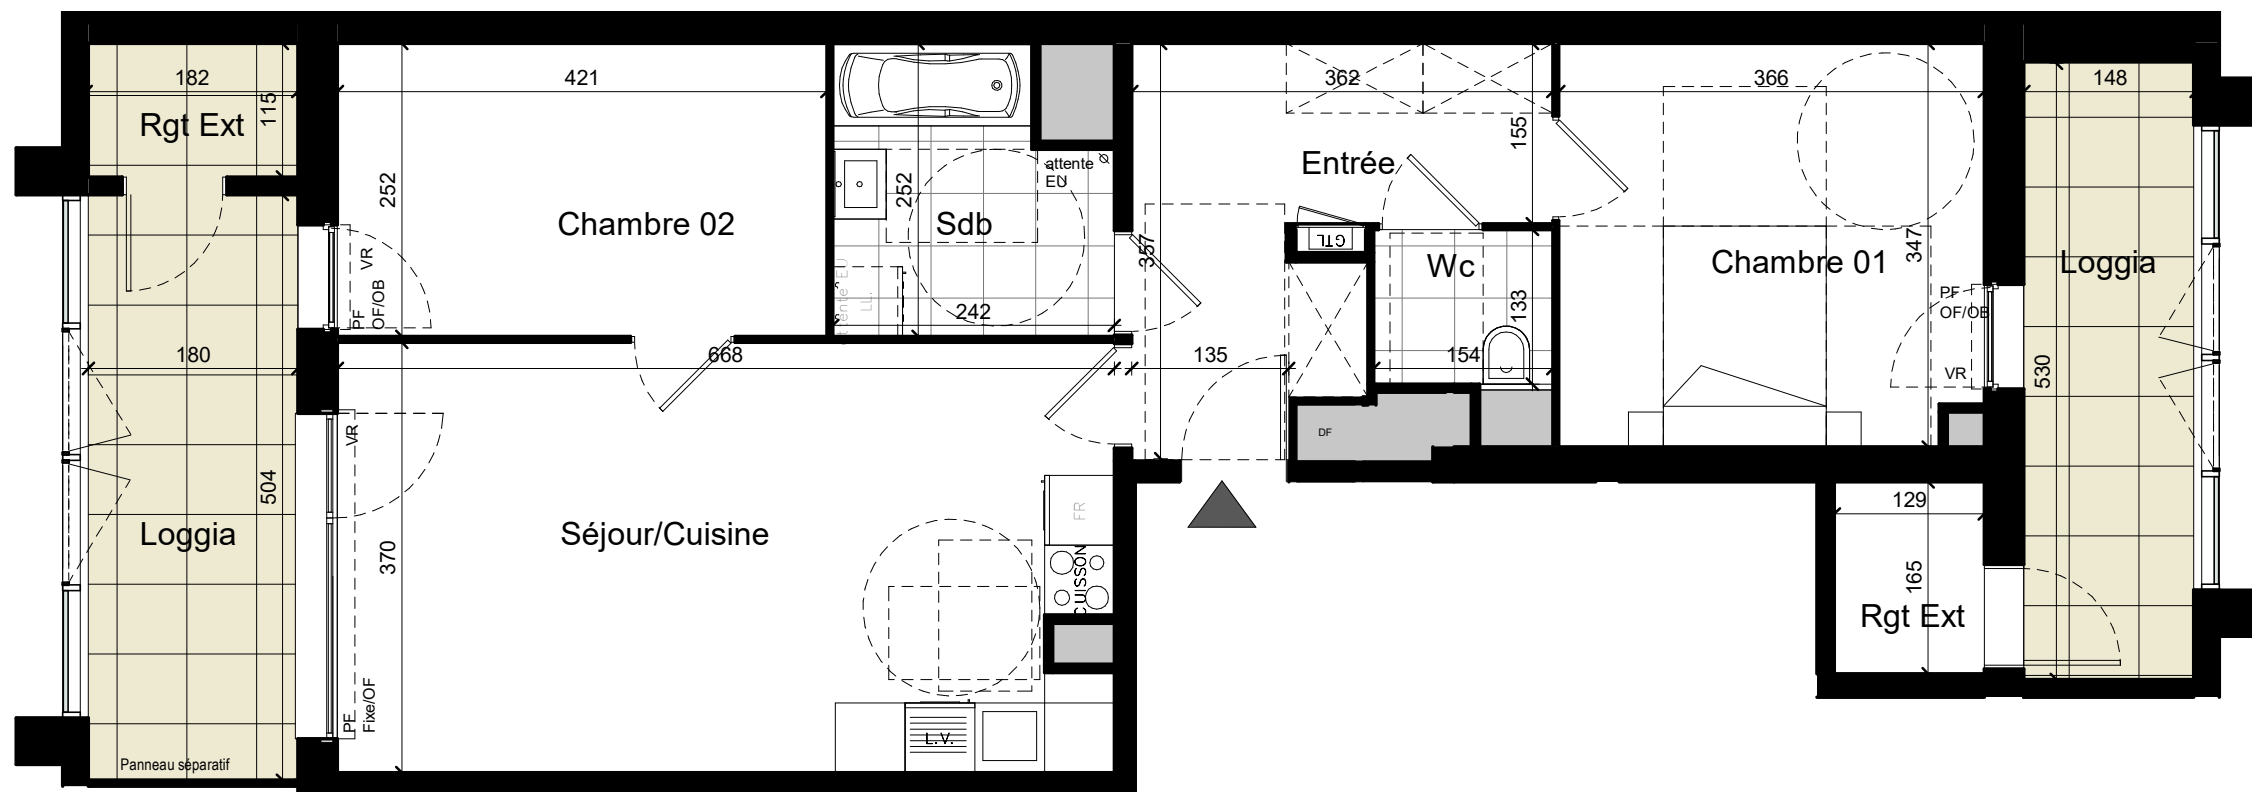 182
421
362
366
148
115
Rgt Ext
155
Entrée
attente
EU
252
252
Chambre 02
Sdb
GTL
357
Wc
347
Chambre 01
Loggia
VR
PF
OF/OB
attente EU
LL.
242
133
PF
OF/OB
180
668
135
154
530
VR
VR
DF
504
Loggia
370
Séjour/Cuisine
FR
CUISSON
129
165
Rgt Ext
PF
Fixe/OF
L.V.
Panneau séparatif